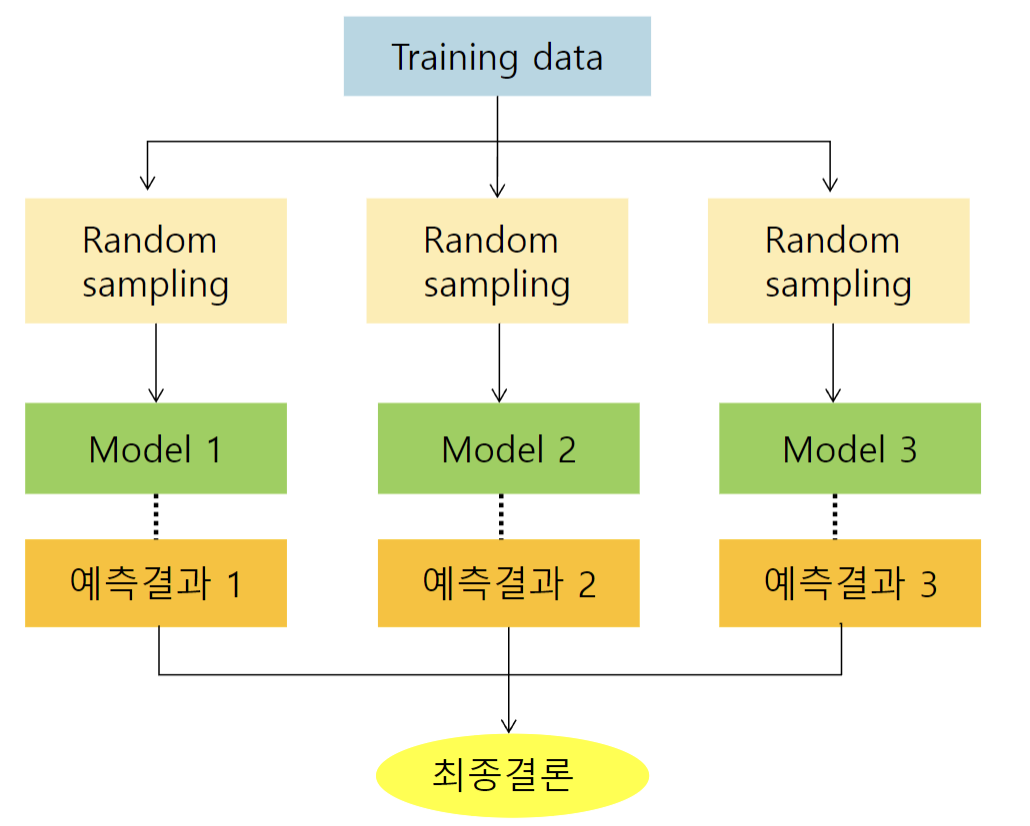 Training data
Random
sampling
Random
sampling
Random
sampling
Model 1
Model 2
Model 3
예측결과 1
예측결과 2
예측결과 3
최종결론